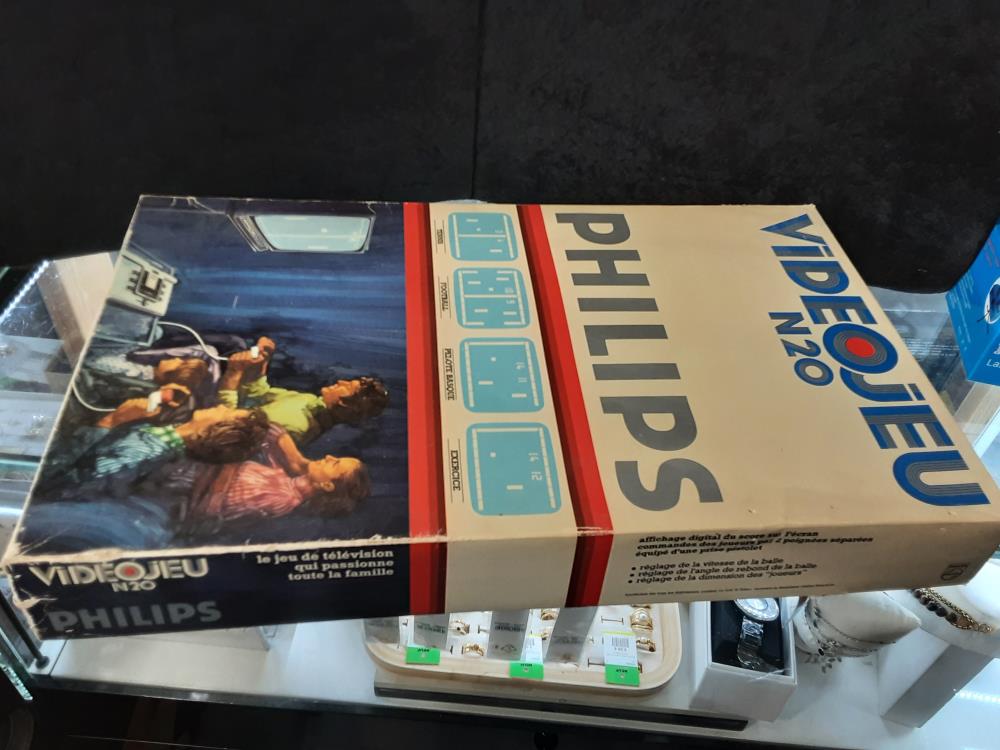 VIDEOJEU
N20
PHILIPS
TENNIS
FOOTBALL
PELOTE BASQUE
EXERCICE
VIDEOJEU
N20
PHILIPS
le jeu de télévision
qui passionne
toute la famille
affichage digital du score sur l'écran
commandes des joueurs par 2 poignées séparées
équipé d'une prise pistolet
• réglage de la vitesse de la balle
• réglage de l'angle de rebond de la balle
• réglage de la dimension des "joueurs"